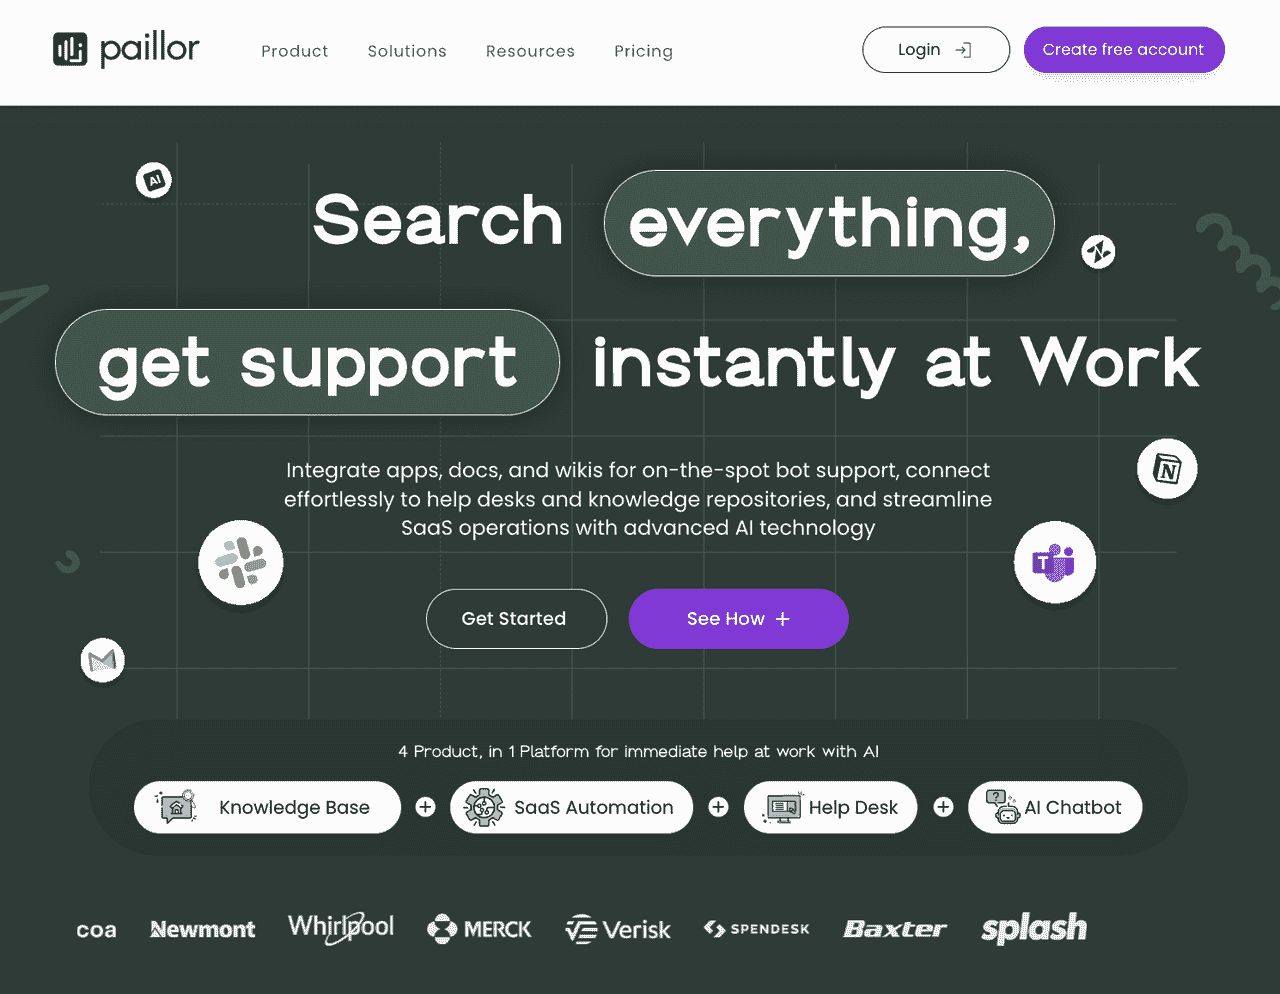 paillor
Product Solutions Resources Pricing
Login
Create free account
AI
Search everything,
get support instantly at Work
N
Integrate apps, docs, and wikis for on-the-spot bot support, connect
effortlessly to help desks and knowledge repositories, and streamline
SaaS operations with advanced AI technology
T
Get Started
See How +
4 Product, in 1 Platform for immediate help at work with AI
Knowledge Base + SaaS Automation + Help Desk + AI Chatbot
coa Newmont Whirlpool MERCK Verisk SPENDESK Baxter splash